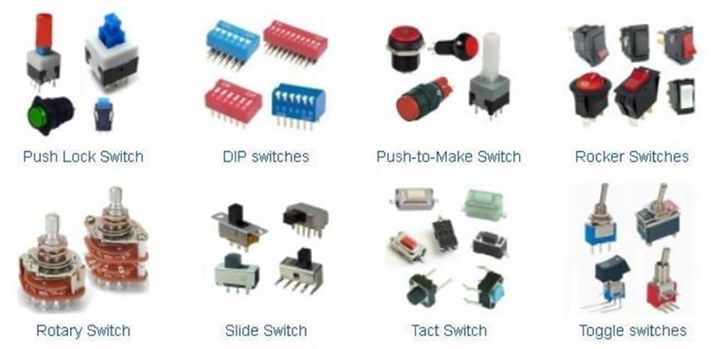 Push Lock Switch
DIP switches
Push-to-Make Switch
Rocker Switches
Rotary Switch
Slide Switch
Tact Switch
Toggle switches